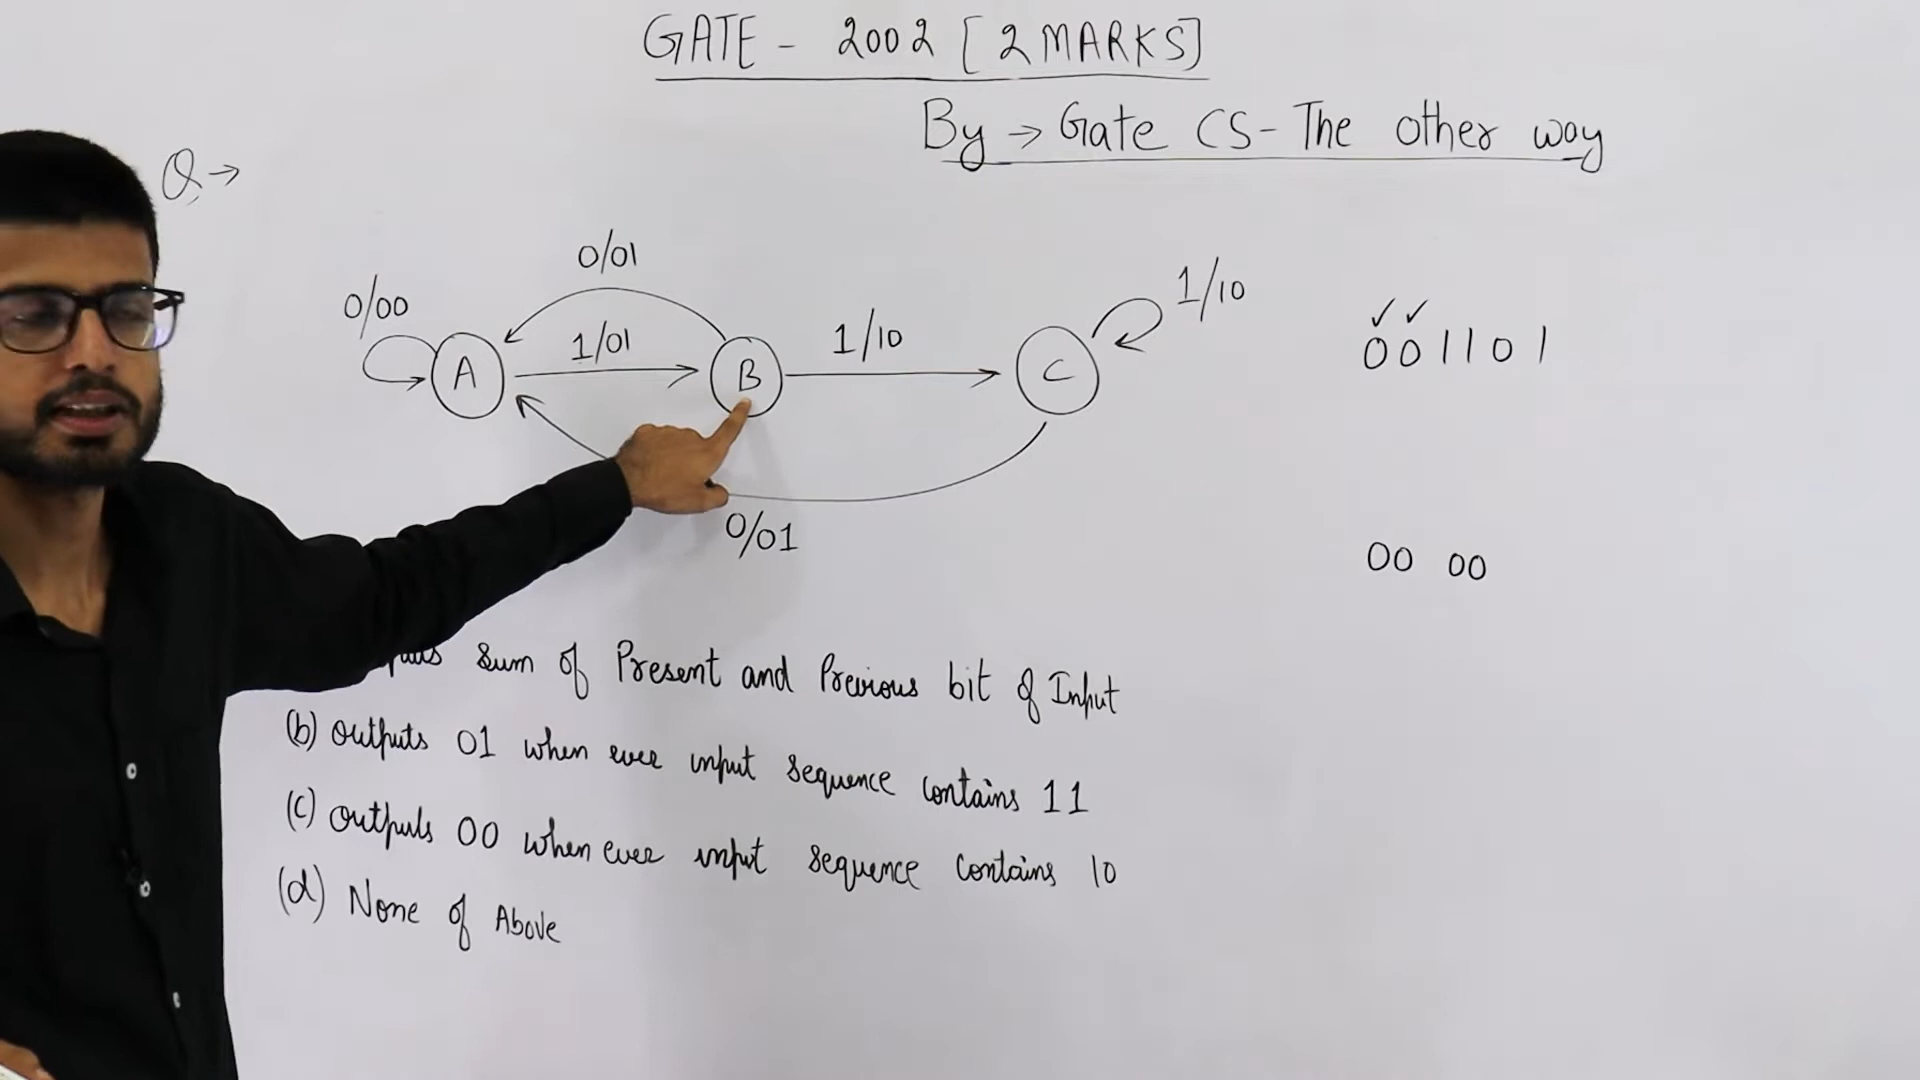 GATE - 2002 [2 MARKS]
By → Gate CS - The other way
Q →
0/01
0/00
1/01
1/10
1/10
A
B
C
001101
0/01
00 00
sum of Present and Previous bit of Input
(b) outputs 01 when ever input sequence contains 11
(c) outputs 00 when ever input sequence contains 10
(d) None of Above